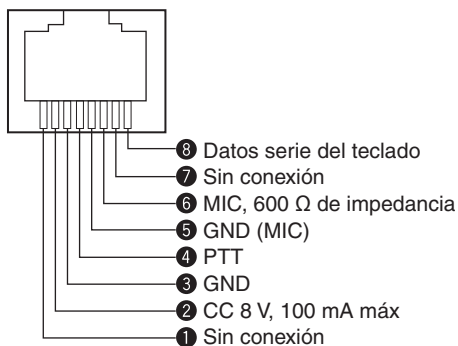 ❽ Datos serie del teclado
❼ Sin conexión
❻ MIC, 600 Ω de impedancia
❺ GND (MIC)
❹ PTT
❸ GND
❷ CC 8 V, 100 mA máx
❶ Sin conexión